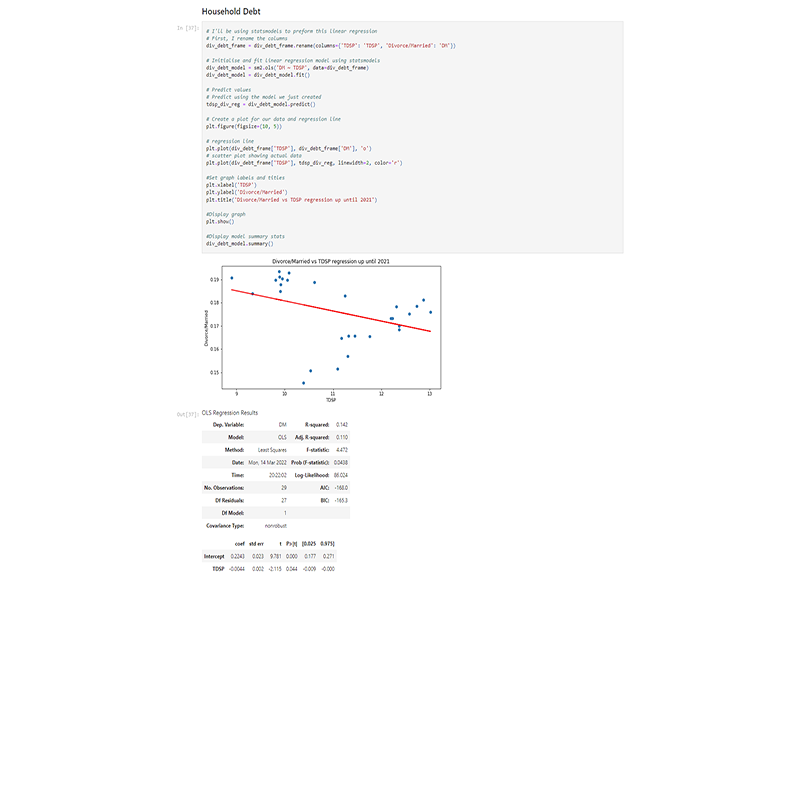 Household Debt
In [37]:
# I'll be using statsmodels to preform this linear regression
# First, I rename the columns
div_debt_frame = div_debt_frame.rename(columns={'TDSP': 'TDSP', 'Divorce/Married': 'DM'})
# Initialise and fit linear regression model using statsmodels
div_debt_model = sm2.ols('DM ~ TDSP', data=div_debt_frame)
div_debt_model = div_debt_model.fit()
# Predict values
# Predict using the model we just created
tdsp_div_reg = div_debt_model.predict()
# Create a plot for our data and regression line
plt.figure(figsize=(10, 5))
# regression line
plt.plot(div_debt_frame["TDSP"], div_debt_frame['DM'], 'o')
# scatter plot showing actual data
plt.plot(div_debt_frame["TDSP"], tdsp_div_reg, linewidth=2, color='r')
#Set graph labels and titles
plt.xlabel('TDSP')
plt.ylabel('Divorce/Married')
plt.title('Divorce/Married vs TDSP regression up until 2021')
#Display graph
plt.show()
#Display model summary stats
div_debt_model.summary()
Divorce/Married vs TDSP regression up until 2021
Divorce/Married
0.19
0.18
0.17
0.16
0.15
9 10 11 12 13
TDSP
Out[37]:
OLS Regression Results
Dep. Variable: DM R-squared: 0.142
Model: OLS Adj. R-squared: 0.110
Method: Least Squares F-statistic: 4.472
Date: Mon, 14 Mar 2022 Prob (F-statistic): 0.0438
Time: 20:22:02 Log-Likelihood: 86.024
No. Observations: 29 AIC: -168.0
Df Residuals: 27 BIC: -165.3
Df Model: 1
Covariance Type: nonrobust
coef std err t P>|t| [0.025 0.975]
Intercept 0.2243 0.023 9.781 0.000 0.177 0.271
TDSP -0.0044 0.002 -2.115 0.044 -0.009 -0.000